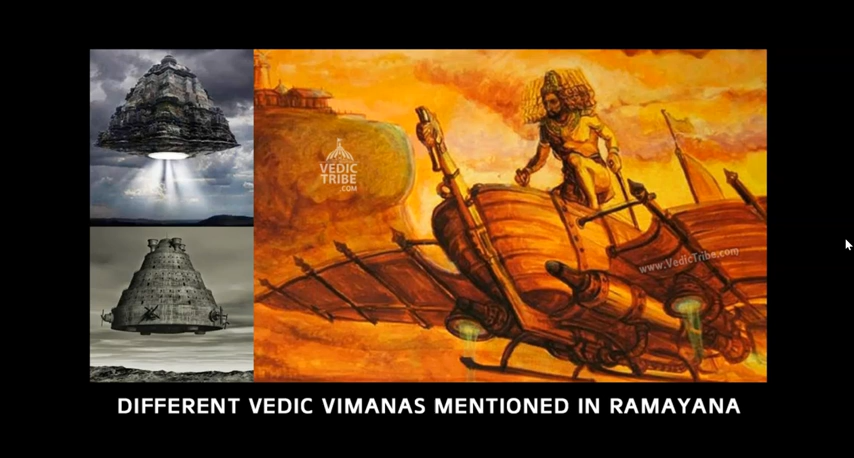 VEDIC
TRIBE
.COM
www.VedicTribe.com
DIFFERENT VEDIC VIMANAS MENTIONED IN RAMAYANA